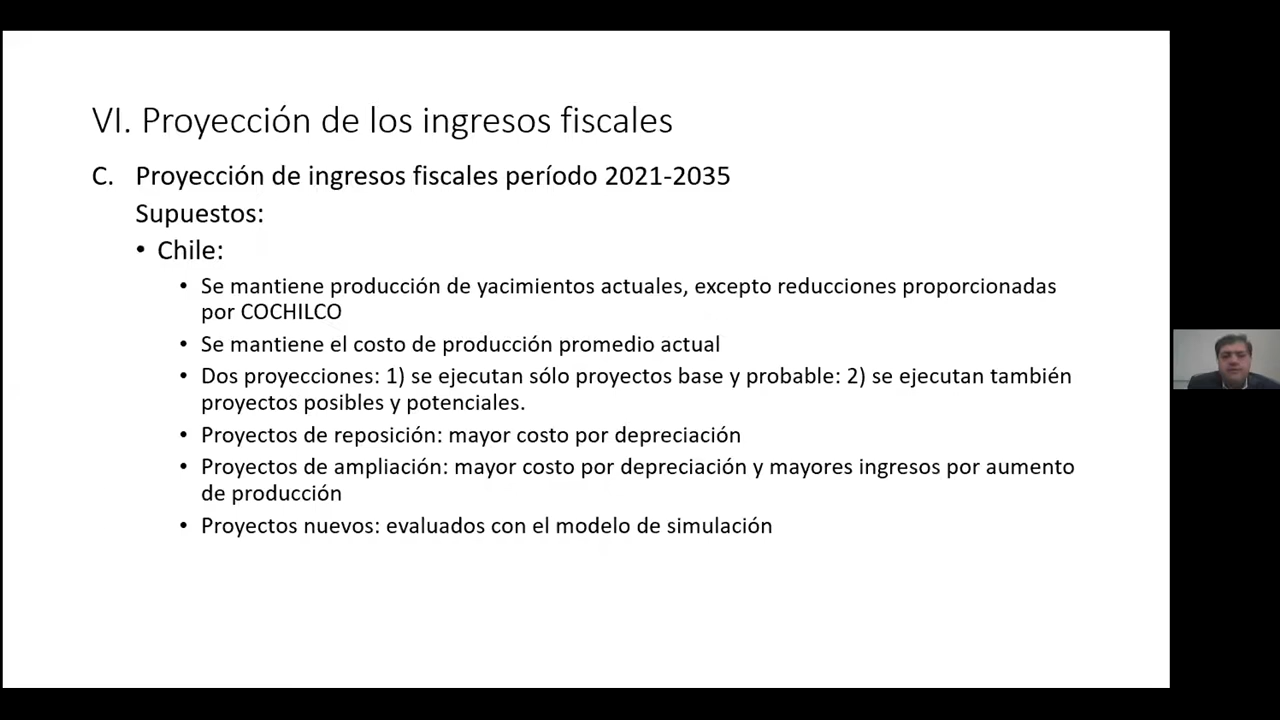 VI. Proyección de los ingresos fiscales
C. Proyección de ingresos fiscales período 2021-2035
Supuestos:
• Chile:
• Se mantiene producción de yacimientos actuales, excepto reducciones proporcionadas
por COCHILCO
• Se mantiene el costo de producción promedio actual
• Dos proyecciones: 1) se ejecutan sólo proyectos base y probable: 2) se ejecutan también
proyectos posibles y potenciales.
• Proyectos de reposición: mayor costo por depreciación
• Proyectos de ampliación: mayor costo por depreciación y mayores ingresos por aumento
de producción
• Proyectos nuevos: evaluados con el modelo de simulación